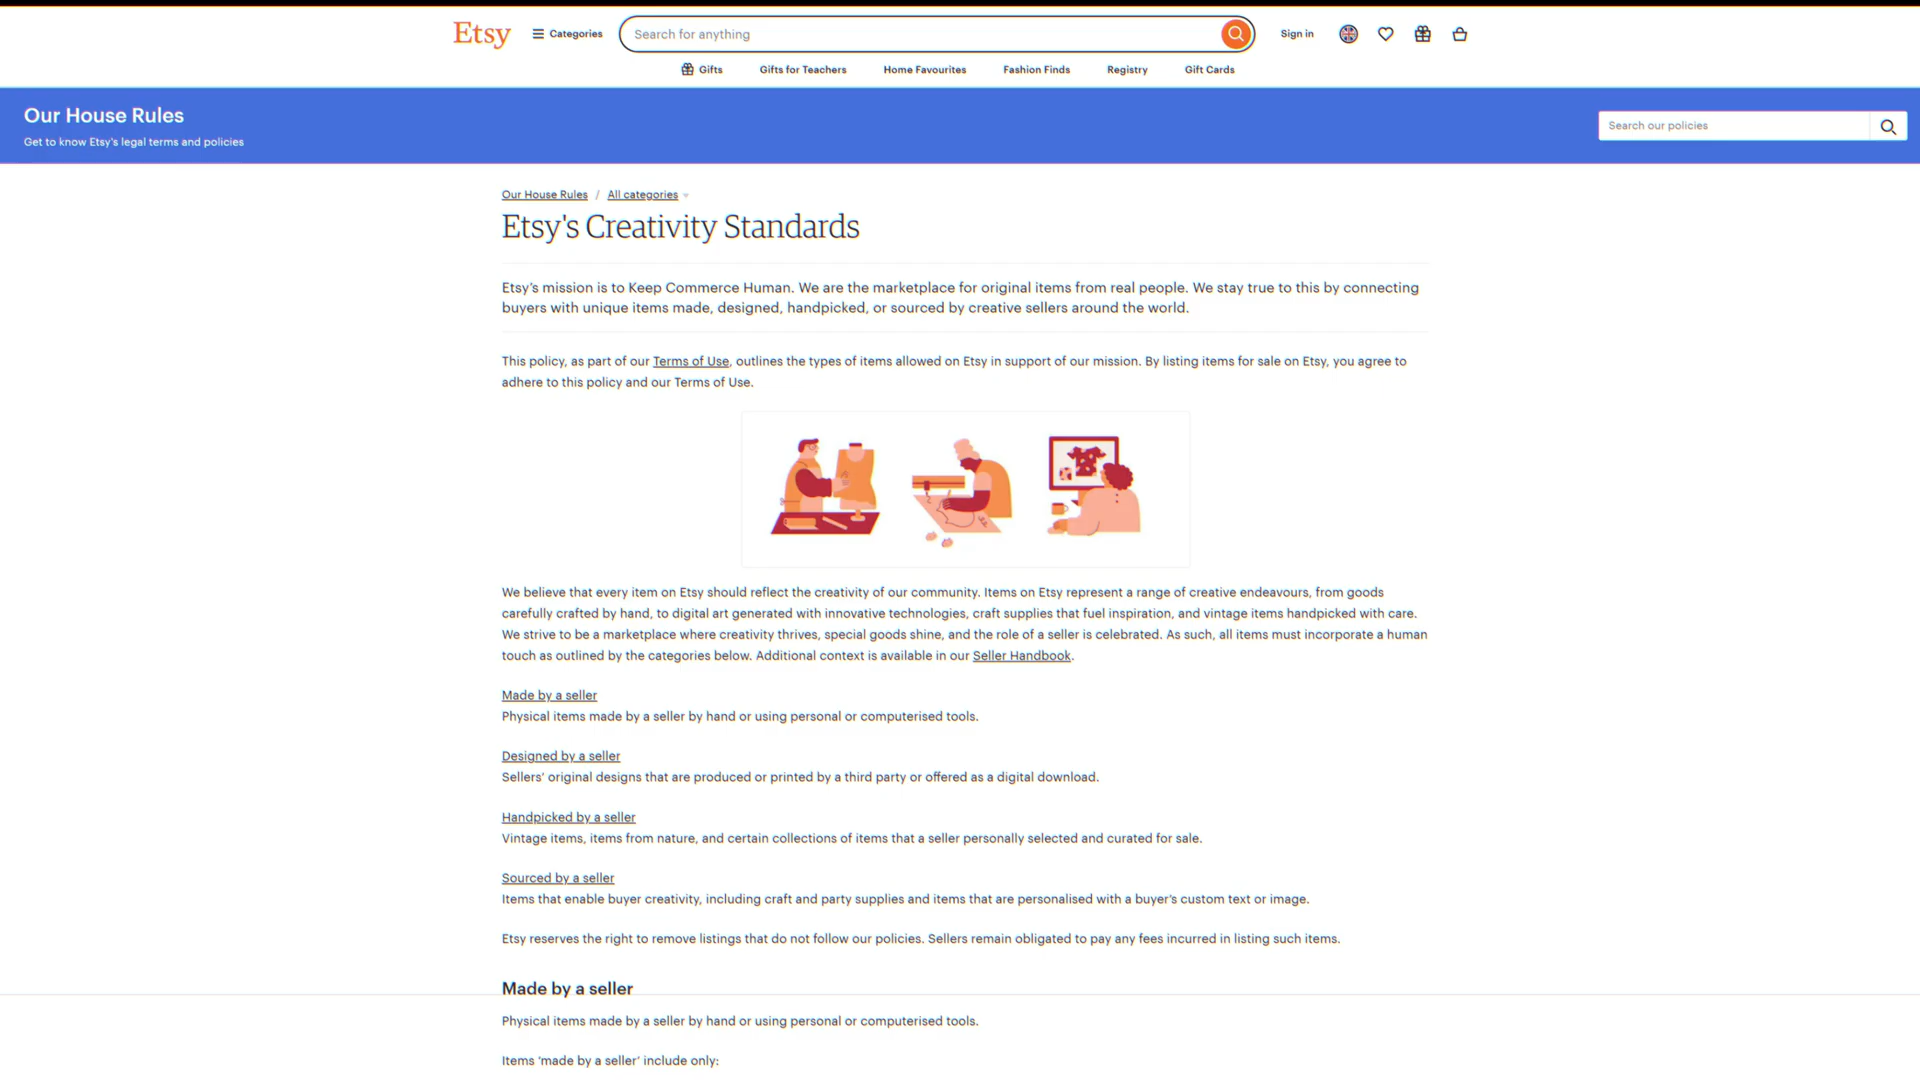 Etsy
Categories
Search for anything
Sign in
Gifts
Gifts for Teachers
Home Favourites
Fashion Finds
Registry
Gift Cards
Our House Rules
Get to know Etsy's legal terms and policies
Search our policies
Our House Rules / All categories
Etsy's Creativity Standards
Etsy’s mission is to Keep Commerce Human. We are the marketplace for original items from real people. We stay true to this by connecting
buyers with unique items made, designed, handpicked, or sourced by creative sellers around the world.
This policy, as part of our Terms of Use, outlines the types of items allowed on Etsy in support of our mission. By listing items for sale on Etsy, you agree to
adhere to this policy and our Terms of Use.
We believe that every item on Etsy should reflect the creativity of our community. Items on Etsy represent a range of creative endeavours, from goods
carefully crafted by hand, to digital art generated with innovative technologies, craft supplies that fuel inspiration, and vintage items handpicked with care.
We strive to be a marketplace where creativity thrives, special goods shine, and the role of a seller is celebrated. As such, all items must incorporate a human
touch as outlined by the categories below. Additional context is available in our Seller Handbook.
Made by a seller
Physical items made by a seller by hand or using personal or computerised tools.
Designed by a seller
Sellers’ original designs that are produced or printed by a third party or offered as a digital download.
Handpicked by a seller
Vintage items, items from nature, and certain collections of items that a seller personally selected and curated for sale.
Sourced by a seller
Items that enable buyer creativity, including craft and party supplies and items that are personalised with a buyer’s custom text or image.
Etsy reserves the right to remove listings that do not follow our policies. Sellers remain obligated to pay any fees incurred in listing such items.
Made by a seller
Physical items made by a seller by hand or using personal or computerised tools.
Items ‘made by a seller’ include only: